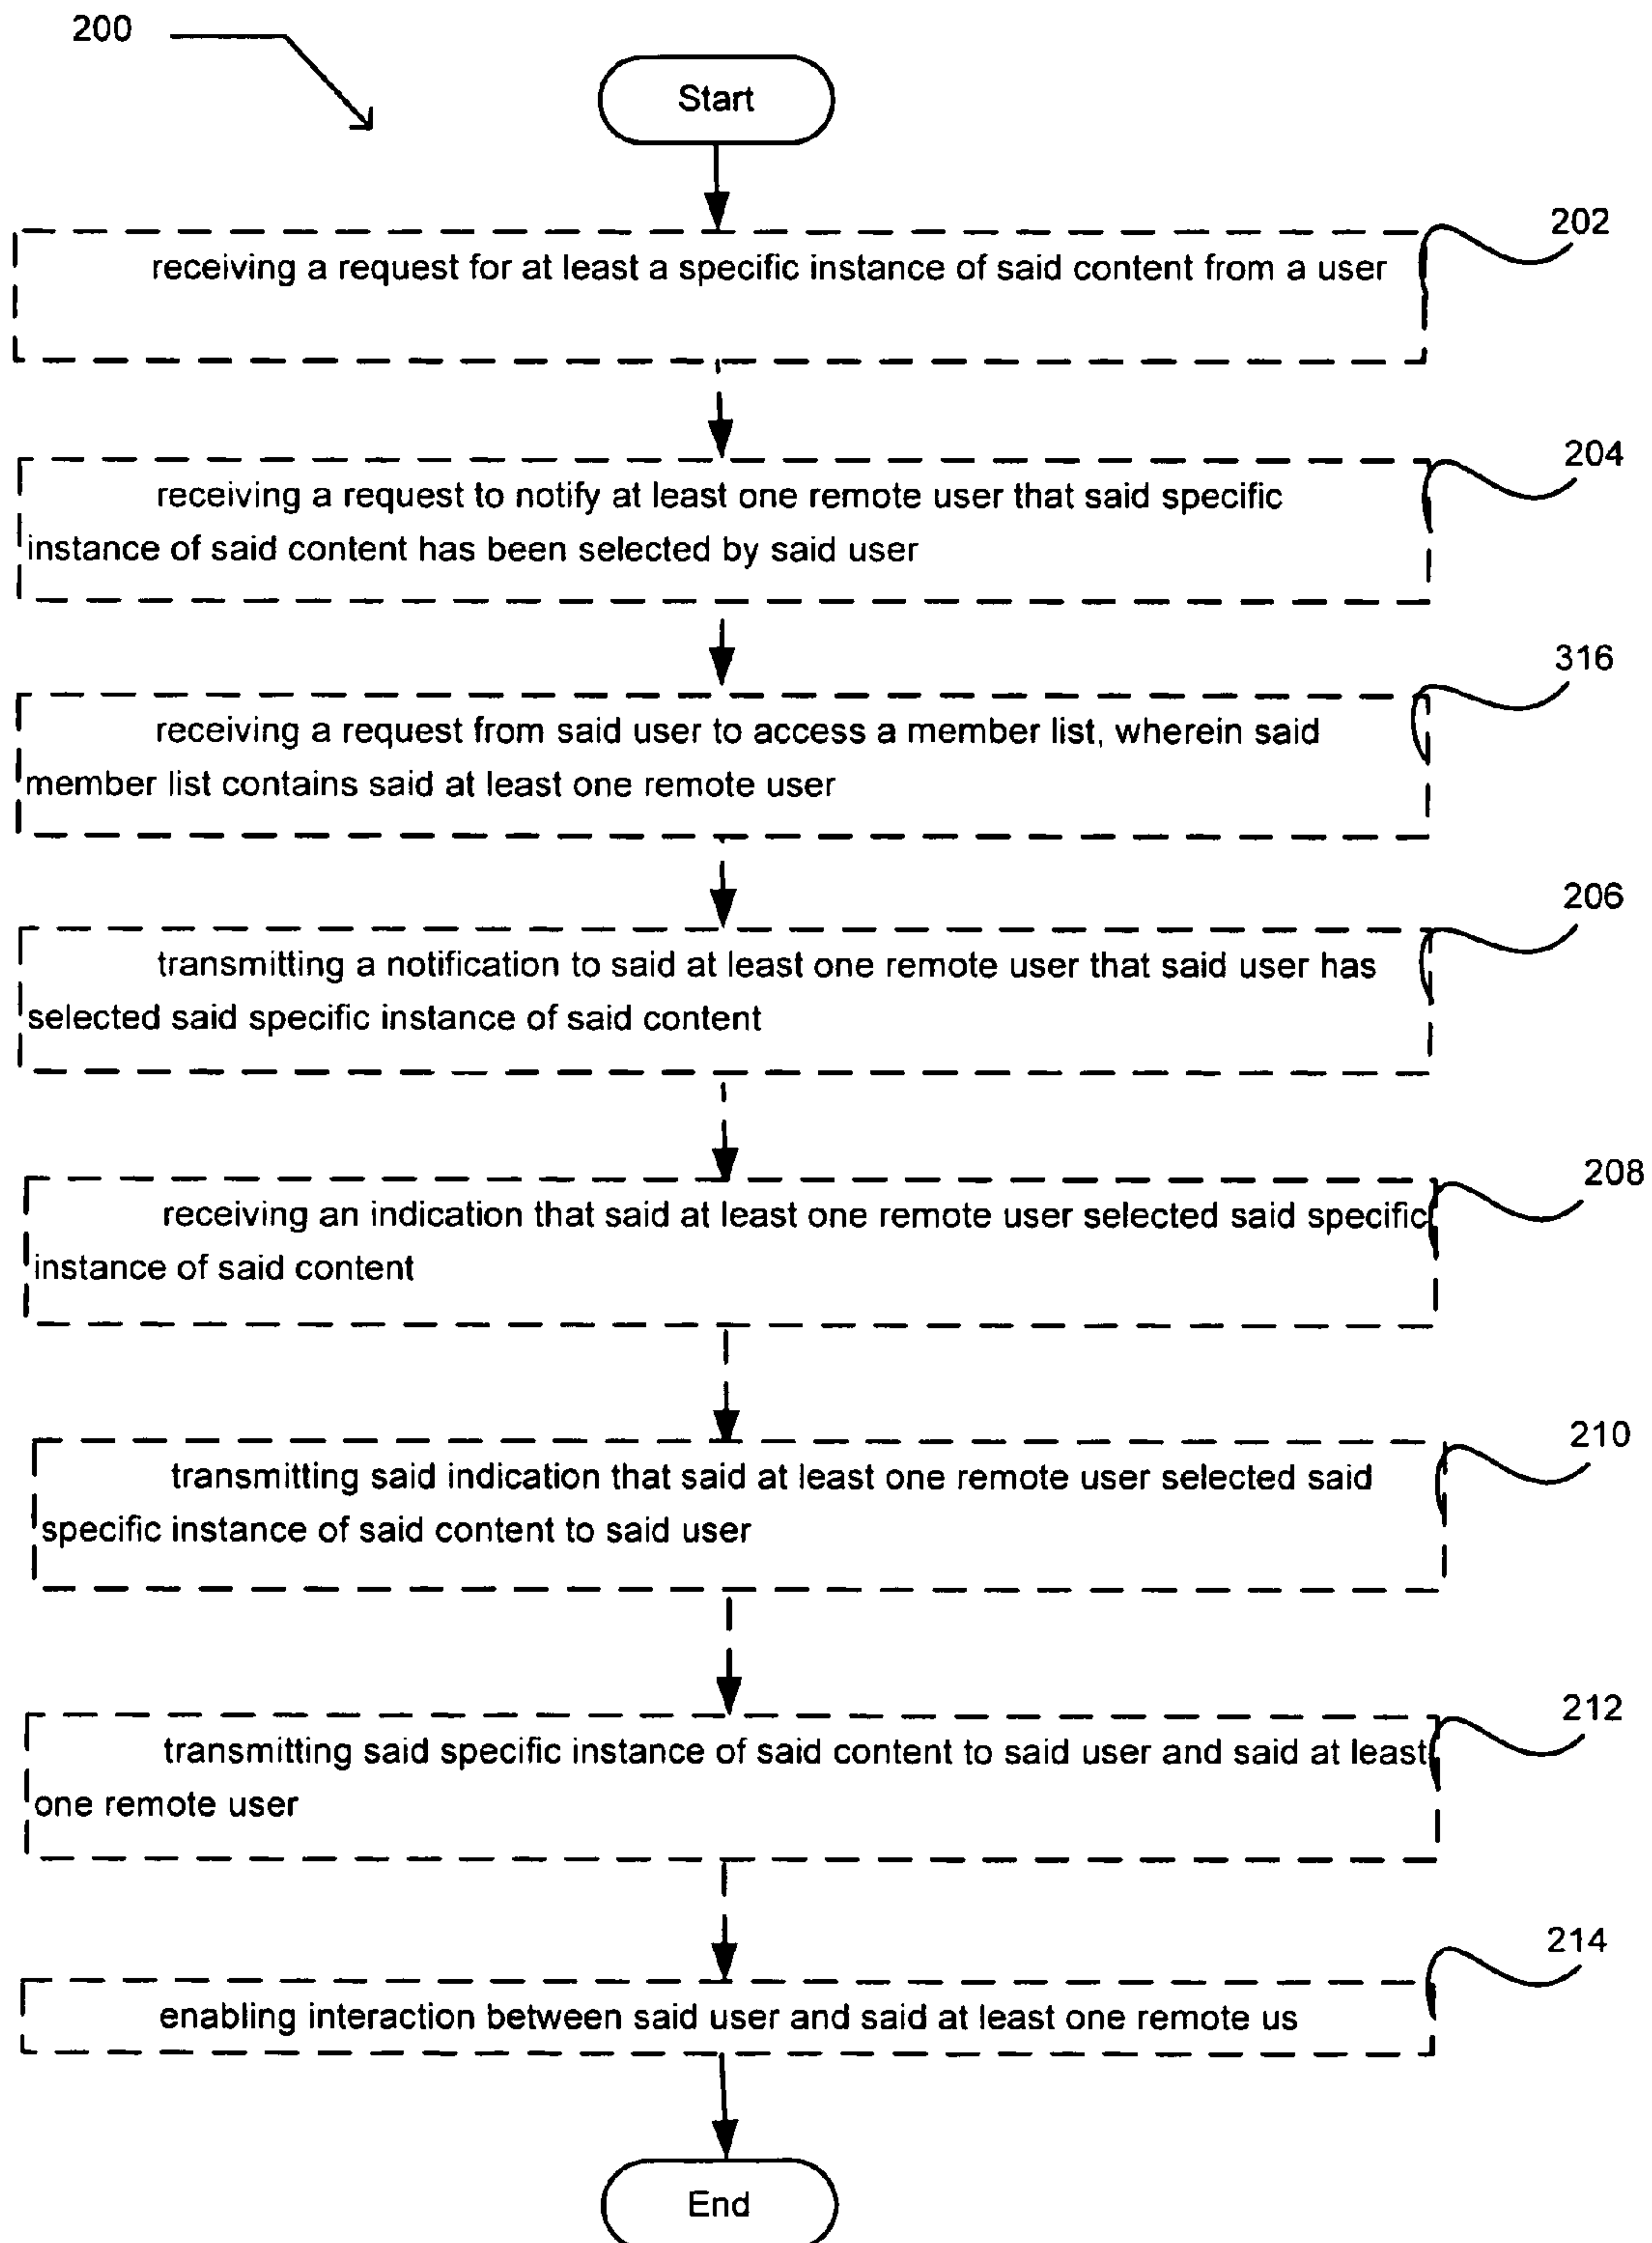 200
Start
202
receiving a request for at least a specific instance of said content from a user
204
receiving a request to notify at least one remote user that said specific
instance of said content has been selected by said user
316
receiving a request from said user to access a member list, wherein said
member list contains said at least one remote user
206
transmitting a notification to said at least one remote user that said user has
selected said specific instance of said content
208
receiving an indication that said at least one remote user selected said specific
instance of said content
210
transmitting said indication that said at least one remote user selected said
specific instance of said content to said user
212
transmitting said specific instance of said content to said user and said at least
one remote user
214
enabling interaction between said user and said at least one remote us
End